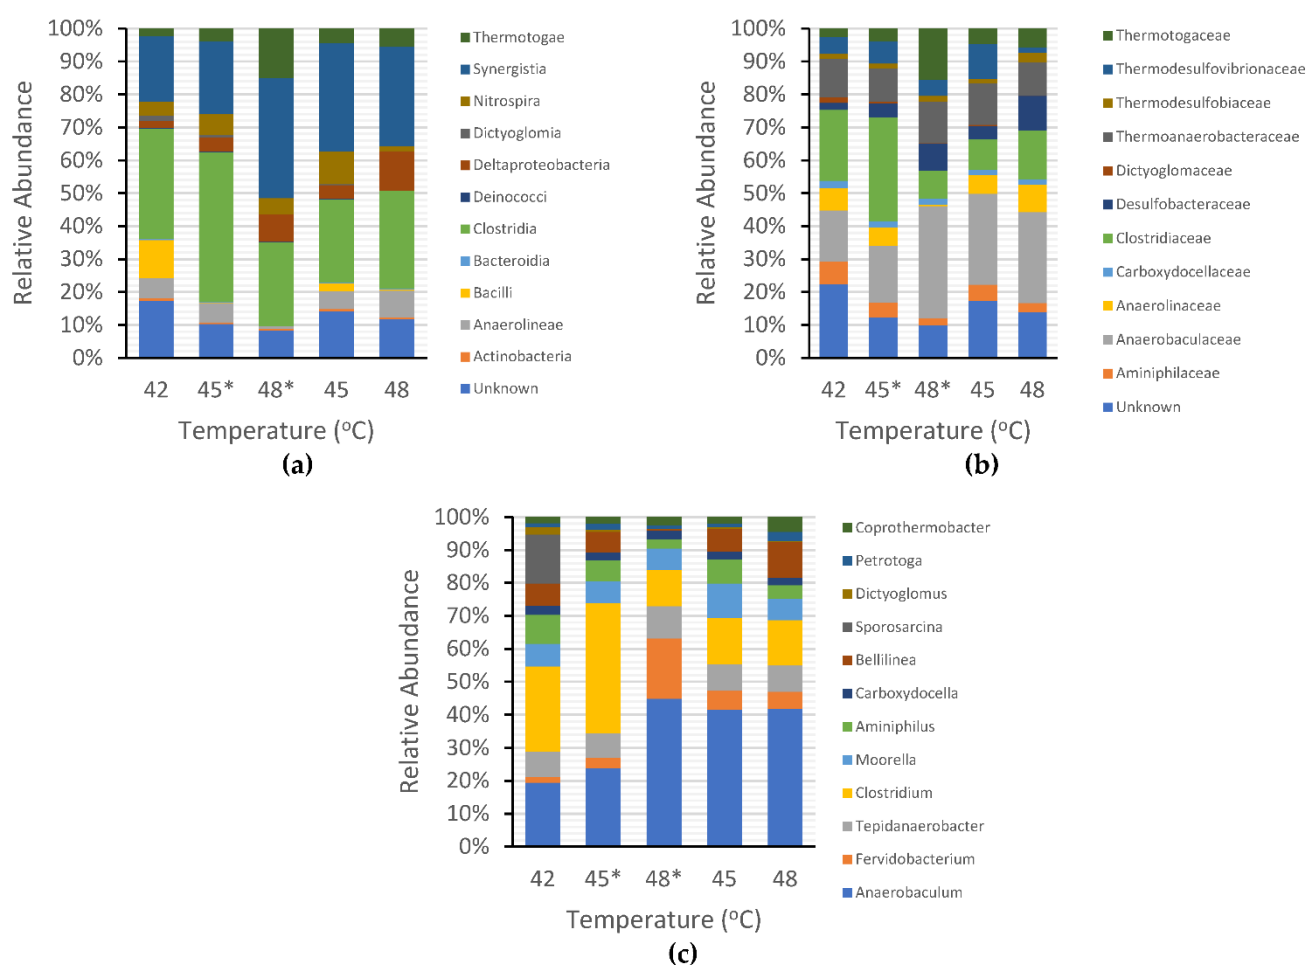 100%
90%
80%
70%
60%
50%
40%
30%
20%
10%
0%
Relative Abundance
42 45* 48* 45 48
Temperature (ºC)
(a)
Thermotogae
Synergistia
Nitrospira
Dictyoglomia
Deltaproteobacteria
Deinococci
Clostridia
Bacteroidia
Bacilli
Anaerolineae
Actinobacteria
Unknown
100%
90%
80%
70%
60%
50%
40%
30%
20%
10%
0%
Relative Abundance
42 45* 48* 45 48
Temperature (ºC)
(b)
Thermotogaceae
Thermodesulfovibrionaceae
Thermodesulfobiaceae
Thermoanaerobacteraceae
Dictyoglomaceae
Desulfobacteraceae
Clostridiaceae
Carboxydocellaceae
Anaerolinaceae
Anaerobaculaceae
Aminiphilaceae
Unknown
100%
90%
80%
70%
60%
50%
40%
30%
20%
10%
0%
Relative Abundance
42 45* 48* 45 48
Temperature (ºC)
(c)
Coprothermobacter
Petrotoga
Dictyoglomus
Sporosarcina
Bellilinea
Carboxydocella
Aminiphilus
Moorella
Clostridium
Tepidanaerobacter
Fervidobacterium
Anaerobaculum